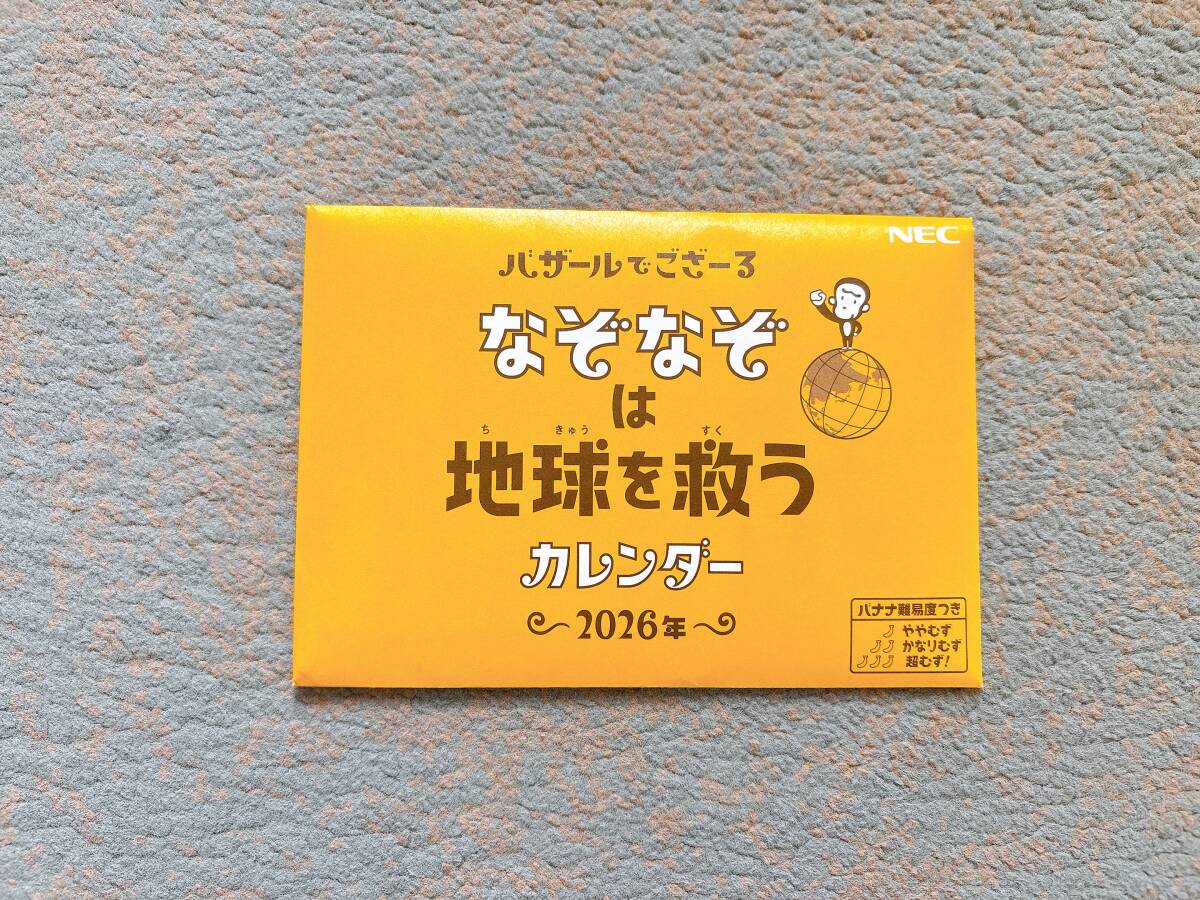 NEC
バザールでござーる
なぞなぞ
は
ち きゅう すく
地球を救う
カレンダー
〜2026年〜
バナナ難易度つき
ややむず
かなりむず
超むず!